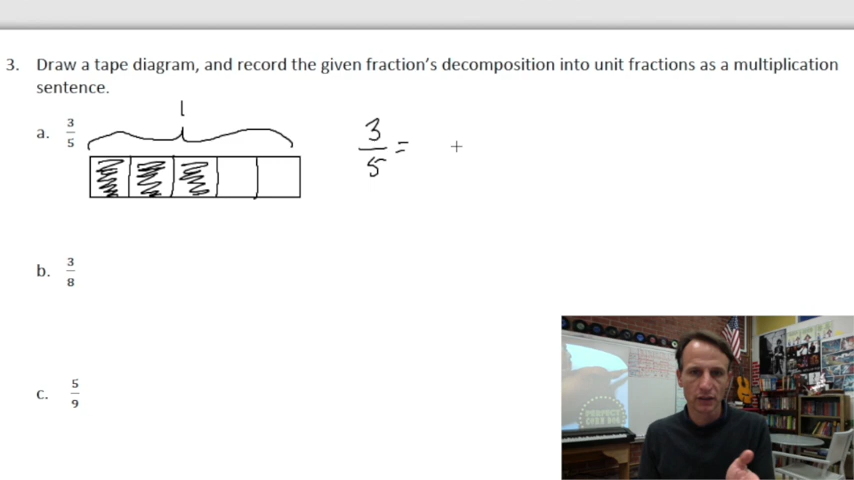 3. Draw a tape diagram, and record the given fraction's decomposition into unit fractions as a multiplication
sentence.
1
a. 3/5
3/5 =
b. 3/8
c. 5/9
PERFECT